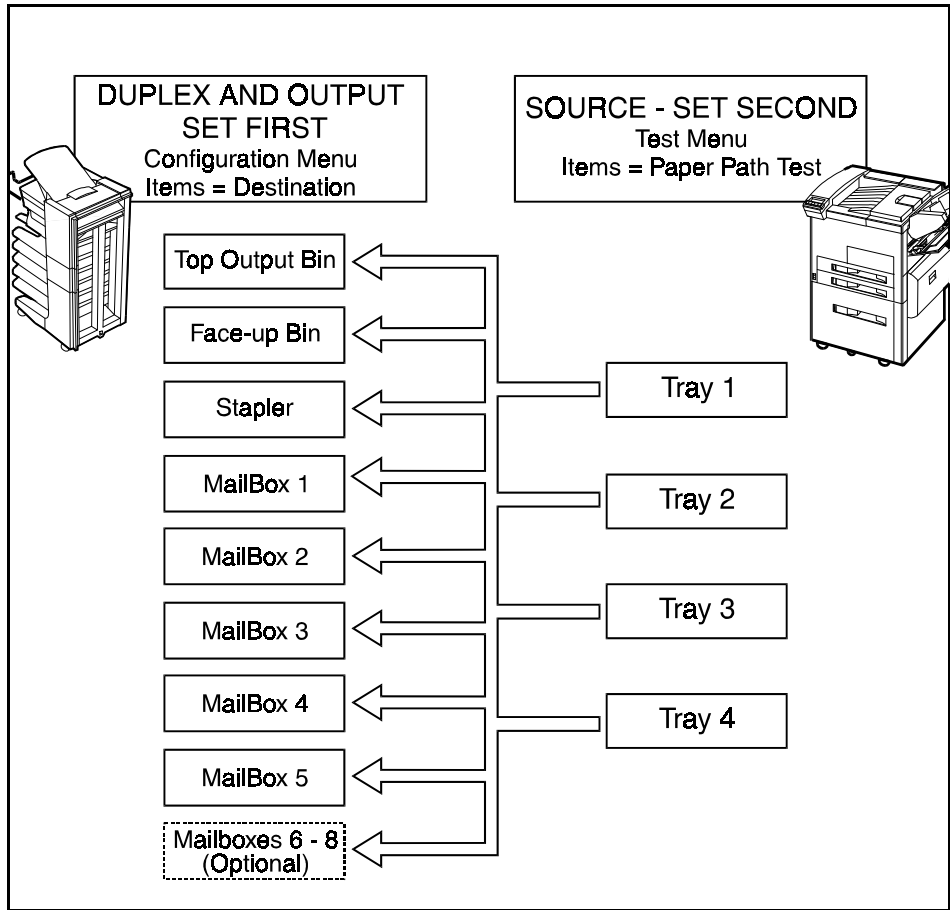 DUPLEX AND OUTPUT
SET FIRST
Configuration Menu
Items = Destination
SOURCE - SET SECOND
Test Menu
Items = Paper Path Test
Top Output Bin
Face-up Bin
Stapler
MailBox 1
MailBox 2
MailBox 3
MailBox 4
MailBox 5
Mailboxes 6 - 8
(Optional)
Tray 1
Tray 2
Tray 3
Tray 4